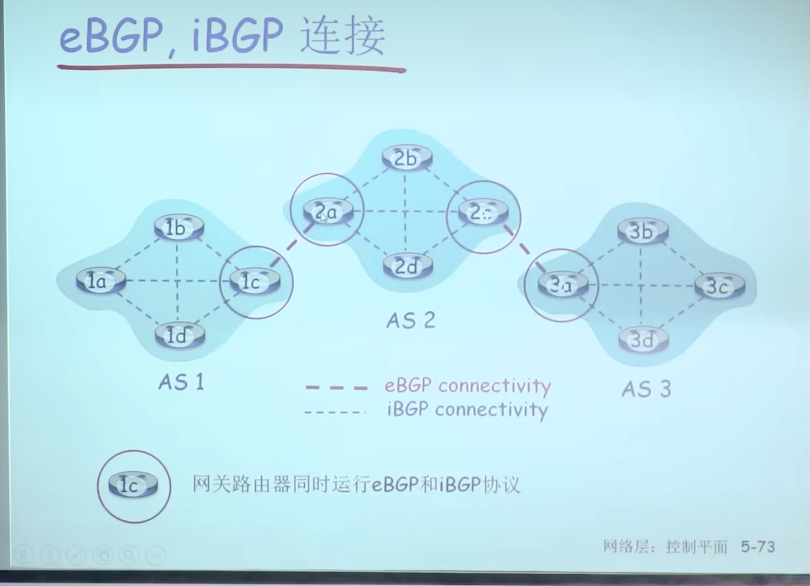 eBGP, iBGP 连接
2b
2a
2c
1b
3b
1a
1c
2d
3a
3c
1d
3d
AS 2
AS 1
AS 3
eBGP connectivity
iBGP connectivity
1c
网关路由器同时运行eBGP和iBGP协议
网络层：控制平面 5-73